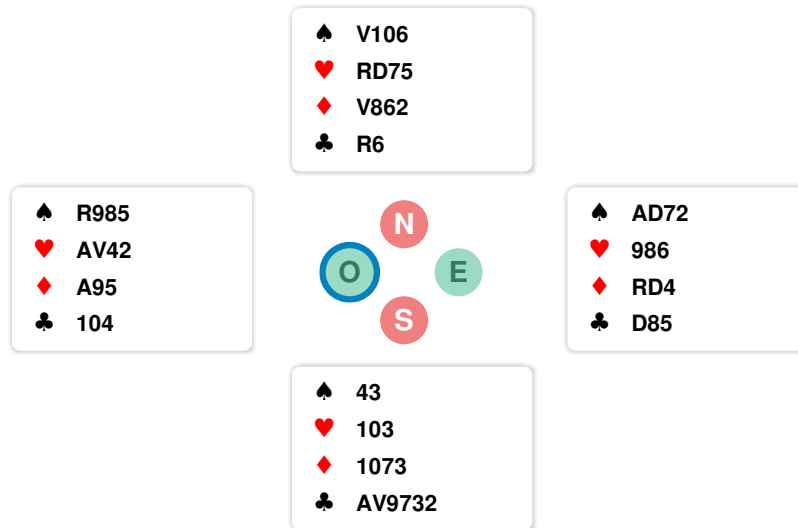 ♠ V106
♥ RD75
♦ V862
♣ R6
♠ R985
♥ AV42
♦ A95
♣ 104
N
O
E
S
♠ AD72
♥ 986
♦ RD4
♣ D85
♠ 43
♥ 103
♦ 1073
♣ AV9732